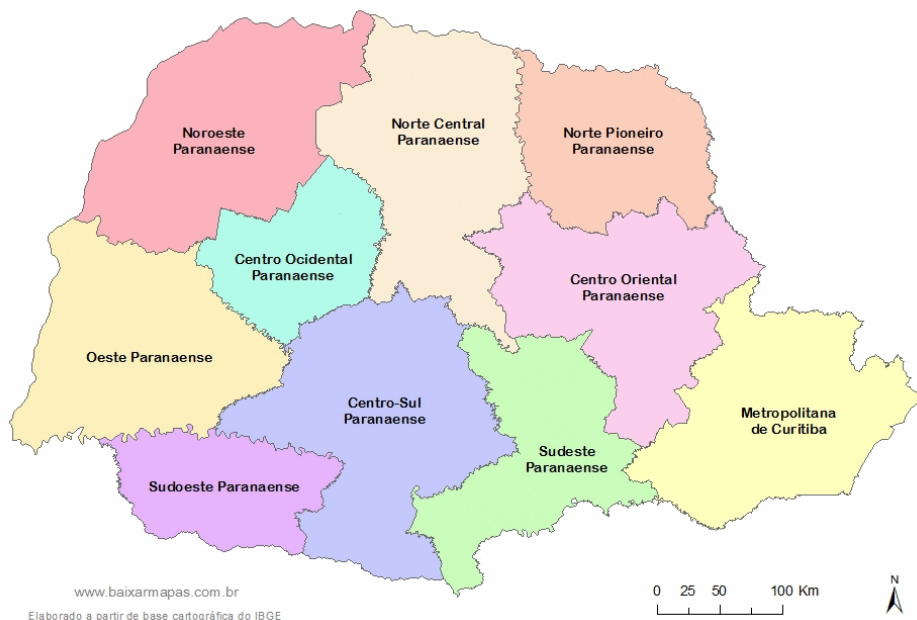 Noroeste
Paranaense
Norte Central
Paranaense
Norte Pioneiro
Paranaense
Centro Ocidental
Paranaense
Centro Oriental
Paranaense
Oeste Paranaense
Centro-Sul
Paranaense
Metropolitana
de Curitiba
Sudeste
Paranaense
Sudoeste Paranaense
www.baixarmapas.com.br
Elaborado a partir de base cartográfica do IBGE
0 25 50 100 Km
N